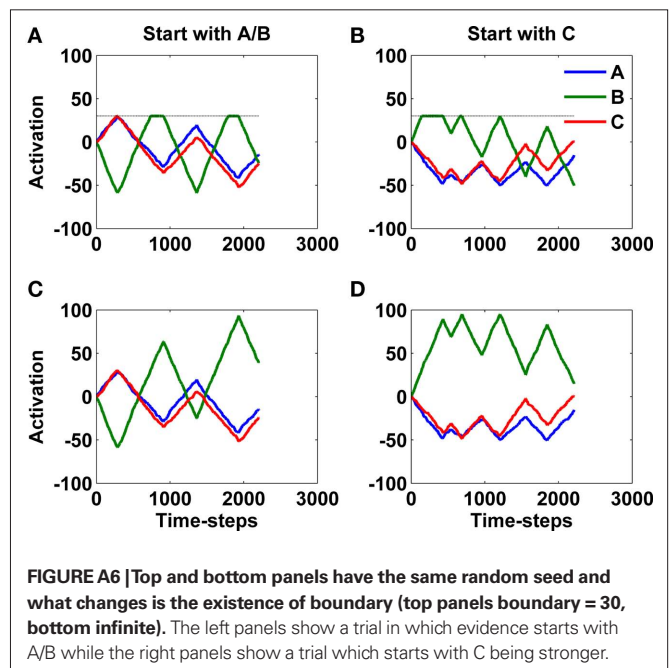 A
Start with A/B
100
50
0
-50
-100
Activation
0
1000
2000
3000
B
Start with C
100
50
0
-50
-100
Activation
0
1000
2000
3000
A
B
C
C
100
50
0
-50
-100
Activation
0
1000
2000
3000
Time-steps
D
100
50
0
-50
-100
Activation
0
1000
2000
3000
Time-steps
FIGURE A6 | Top and bottom panels have the same random seed and
what changes is the existence of boundary (top panels boundary = 30,
bottom infinite). The left panels show a trial in which evidence starts with
A/B while the right panels show a trial which starts with C being stronger.